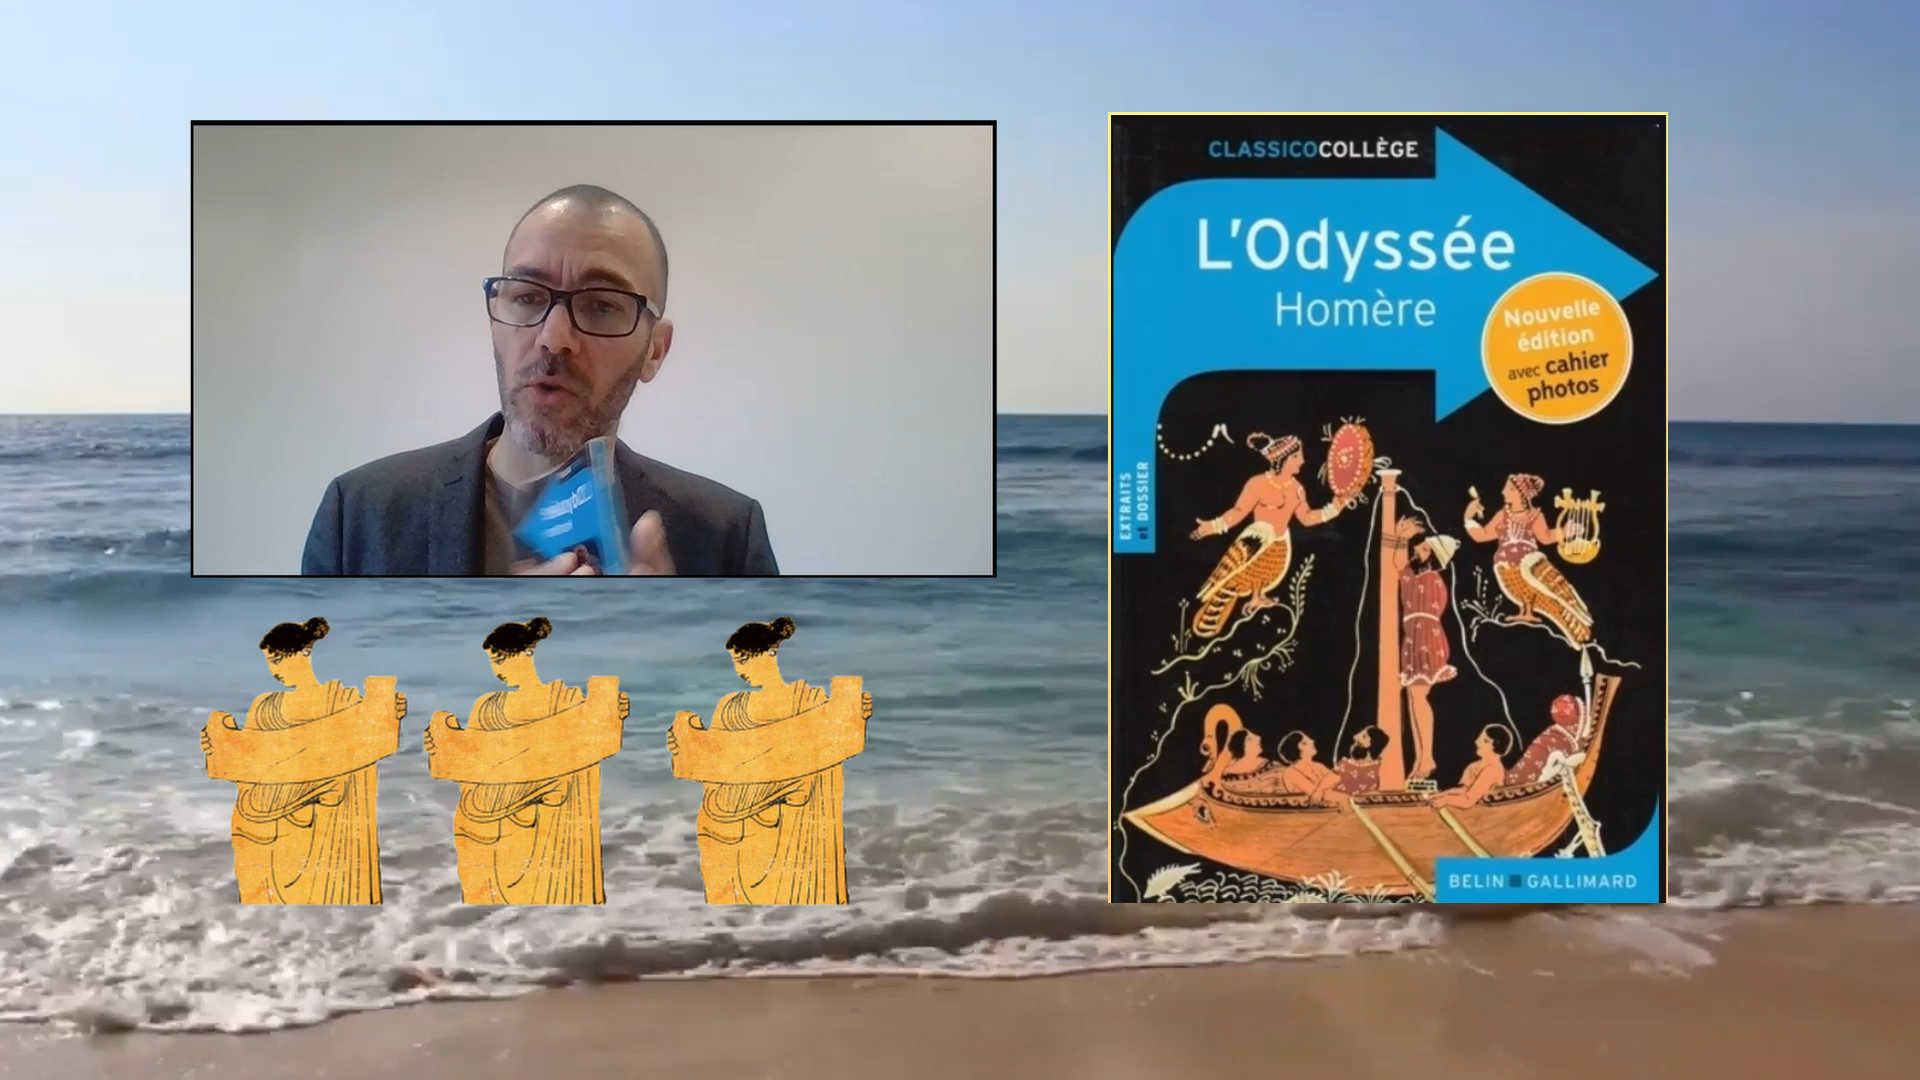 CLASSICOCOLLÈGE
L'Odyssée
Homère
Nouvelle
édition
avec cahier
photos
EXTRAITS
et DOSSIER
BELIN GALLIMARD